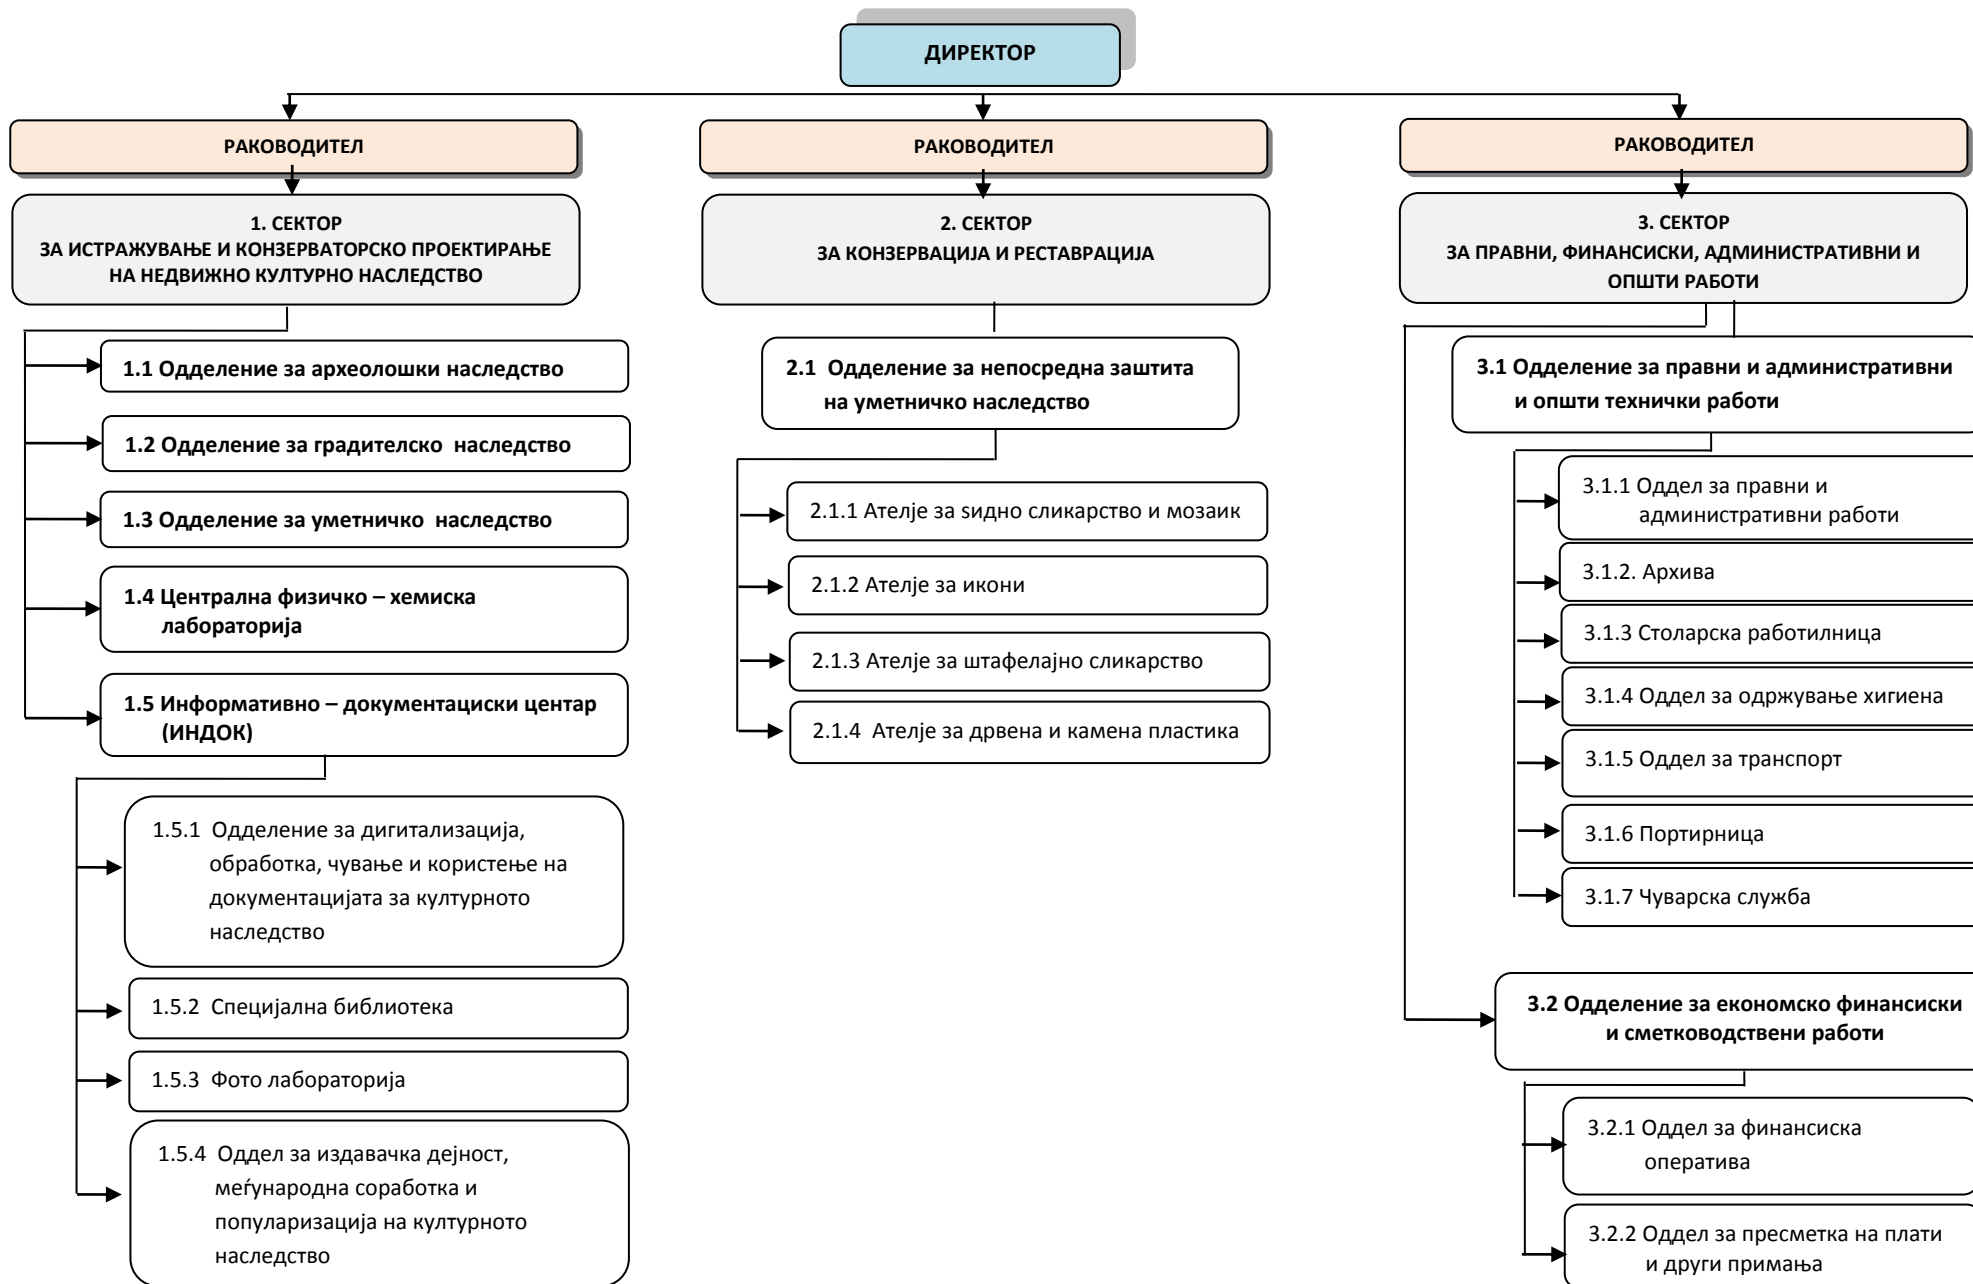 ДИРЕКТОР
РАКОВОДИТЕЛ
1. СЕКТОР
ЗА ИСТРАЖУВАЊЕ И КОНЗЕРВАТОРСКО ПРОЕКТИРАЊЕ
НА НЕДВИЖНО КУЛТУРНО НАСЛЕДСТВО
1.1 Одделение за археолошки наследство
1.2 Одделение за градителско наследство
1.3 Одделение за уметничко наследство
1.4 Централна физичко – хемиска
лабораторија
1.5 Информативно – документациски центар
(ИНДОК)
1.5.1 Одделение за дигитализација,
обработка, чување и користење на
документацијата за културното
наследство
1.5.2 Специјална библиотека
1.5.3 Фото лабораторија
1.5.4 Оддел за издавачка дејност,
меѓународна соработка и
популаризација на културното
наследство
РАКОВОДИТЕЛ
2. СЕКТОР
ЗА КОНЗЕРВАЦИЈА И РЕСТАВРАЦИЈА
2.1 Одделение за непосредна заштита
на уметничко наследство
2.1.1 Ателје за ѕидно сликарство и мозаик
2.1.2 Ателје за икони
2.1.3 Ателје за штафелајно сликарство
2.1.4 Ателје за дрвена и камена пластика
РАКОВОДИТЕЛ
3. СЕКТОР
ЗА ПРАВНИ, ФИНАНСИСКИ, АДМИНИСТРАТИВНИ И
ОПШТИ РАБОТИ
3.1 Одделение за правни и административни
и општи технички работи
3.1.1 Оддел за правни и
административни работи
3.1.2. Архива
3.1.3 Столарска работилница
3.1.4 Оддел за одржување хигиена
3.1.5 Оддел за транспорт
3.1.6 Портирница
3.1.7 Чуварска служба
3.2 Одделение за економско финансиски
и сметководствени работи
3.2.1 Оддел за финансиска
оператива
3.2.2 Оддел за пресметка на плати
и други примања